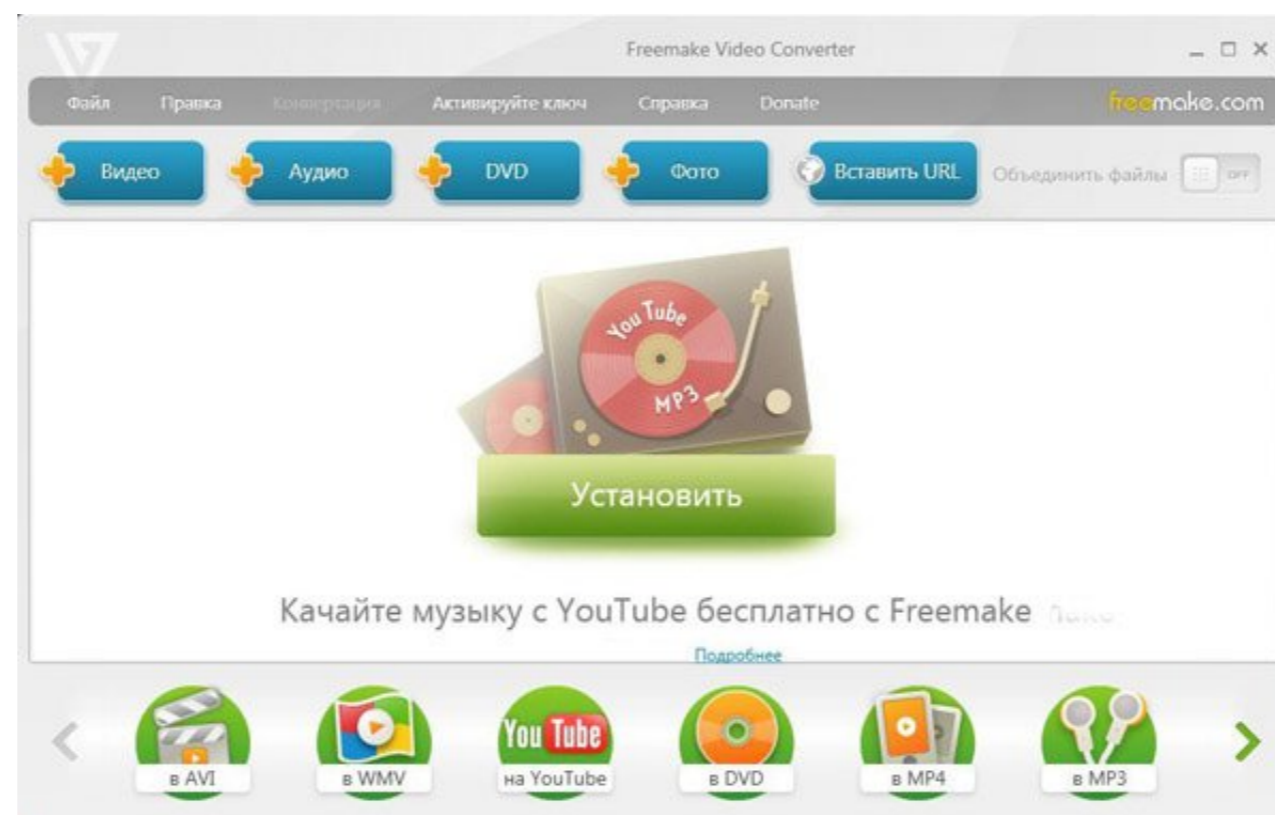 Freemake Video Converter
Файл Правка Конвертация Активируйте ключ Справка Donate freemake.com
Видео Аудио DVD Фото Вставить URL Объединить файлы OFF
You Tube
MP3
Установить
Качайте музыку с YouTube бесплатно с Freemake
Подробнее
You Tube
в AVI в WMV на YouTube в DVD в MP4 в MP3